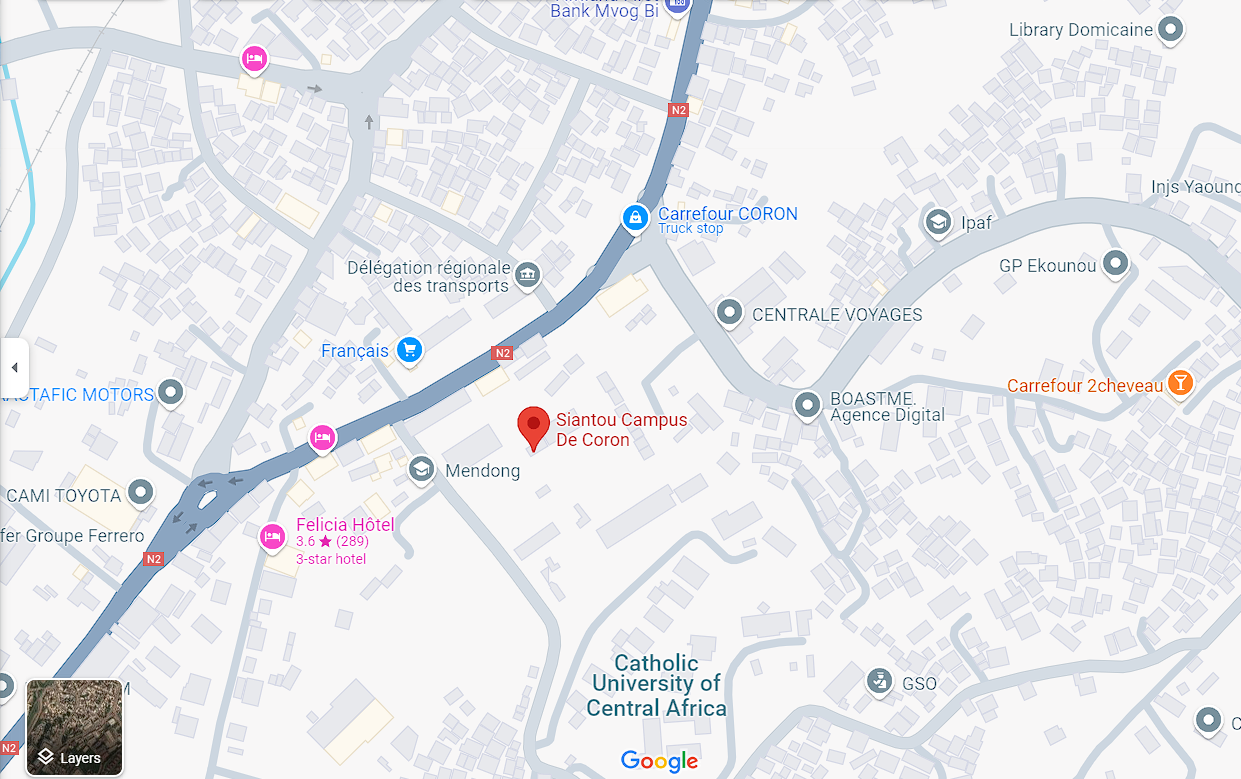 Bank Mvog Bi
Library Domicaine
N2
Injs Yaound
Carrefour CORON
Truck stop
Ipaf
Délégation régionale
des transports
GP Ekounou
CENTRALE VOYAGES
Français
N2
Carrefour 2cheveau
TAFIC MOTORS
BOASTME.
Agence Digital
Siantou Campus
De Coron
Mendong
CAMI TOYOTA
Felicia Hôtel
3.6 ★ (289)
3-star hotel
fer Groupe Ferrero
N2
Catholic
University of
Central Africa
GSO
M
C
N2
Layers
Google